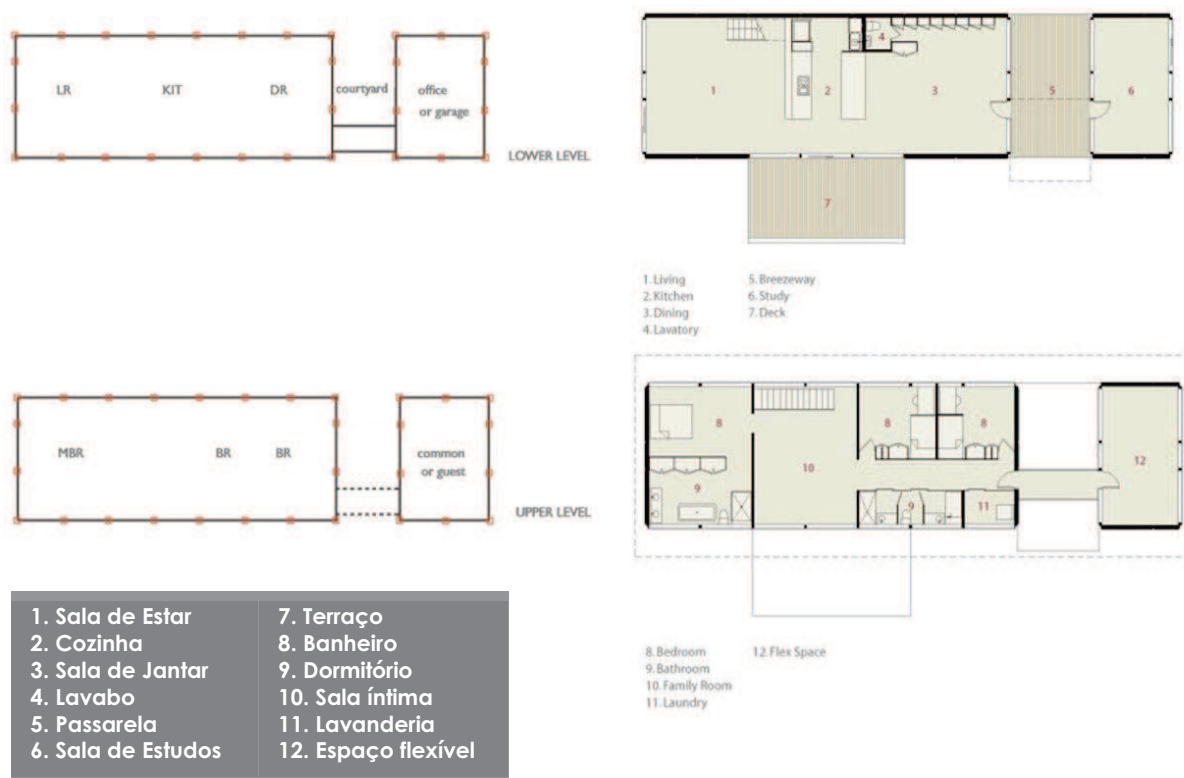 LR KIT DR courtyard office
or garage
LOWER LEVEL
1 2 3 4 5 6
7
1. Living 5. Breezeway
2. Kitchen 6. Study
3. Dining 7. Deck
4. Lavatory
MBR BR BR common
or guest
UPPER LEVEL
8 8 8
10 12
9 9 11
8. Bedroom 12. Flex Space
9. Bathroom
10. Family Room
11. Laundry
1. Sala de Estar
2. Cozinha
3. Sala de Jantar
4. Lavabo
5. Passarela
6. Sala de Estudos
7. Terraço
8. Banheiro
9. Dormitório
10. Sala íntima
11. Lavanderia
12. Espaço flexível